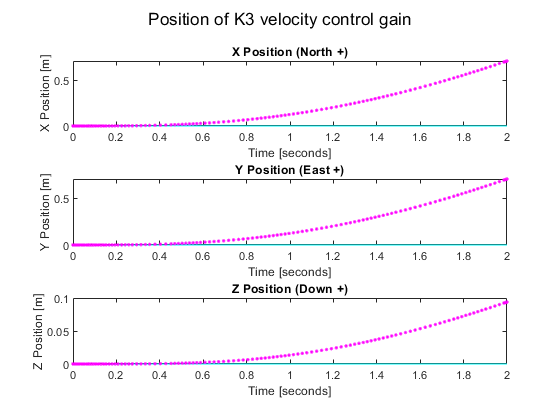 Position of K3 velocity control gain
X Position (North +)
X Position [m]
0.5
0
0 0.2 0.4 0.6 0.8 1 1.2 1.4 1.6 1.8 2
Time [seconds]
Y Position (East +)
Y Position [m]
0.5
0
0 0.2 0.4 0.6 0.8 1 1.2 1.4 1.6 1.8 2
Time [seconds]
Z Position (Down +)
Z Position [m]
0.1
0.05
0
0 0.2 0.4 0.6 0.8 1 1.2 1.4 1.6 1.8 2
Time [seconds]